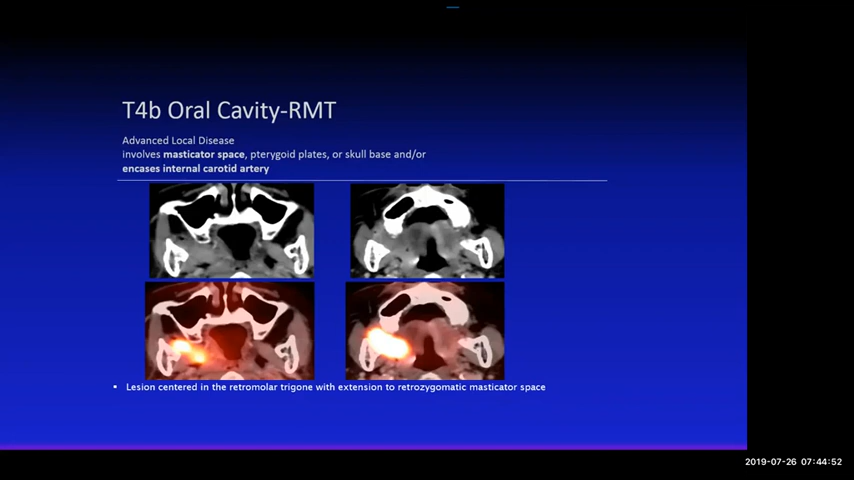 T4b Oral Cavity-RMT
Advanced Local Disease
involves masticator space, pterygoid plates, or skull base and/or
encases internal carotid artery
• Lesion centered in the retromolar trigone with extension to retrozygomatic masticator space
2019-07-26 07:44:52